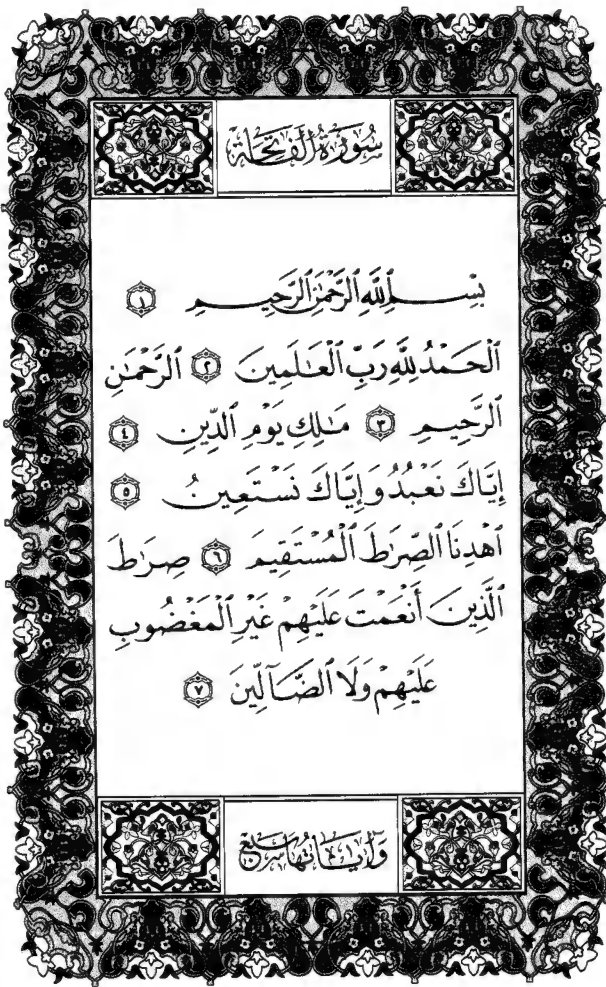 سُورَةُ ٱلْفَاتِحَةِ
بِسْمِ ٱللَّهِ ٱلرَّحْمَٰنِ ٱلرَّحِيمِ ١
ٱلْحَمْدُ لِلَّهِ رَبِّ ٱلْعَٰلَمِينَ ٢ ٱلرَّحْمَٰنِ
ٱلرَّحِيمِ ٣ مَٰلِكِ يَوْمِ ٱلدِّينِ ٤
إِيَّاكَ نَعْبُدُ وَإِيَّاكَ نَسْتَعِينُ ٥
ٱهْدِنَا ٱلصِّرَٰطَ ٱلْمُسْتَقِيمَ ٦ صِرَٰطَ
ٱلَّذِينَ أَنْعَمْتَ عَلَيْهِمْ غَيْرِ ٱلْمَغْضُوبِ
عَلَيْهِمْ وَلَا ٱلضَّآلِّينَ ٧
وَآيَاتُهَا سَبْعٌ